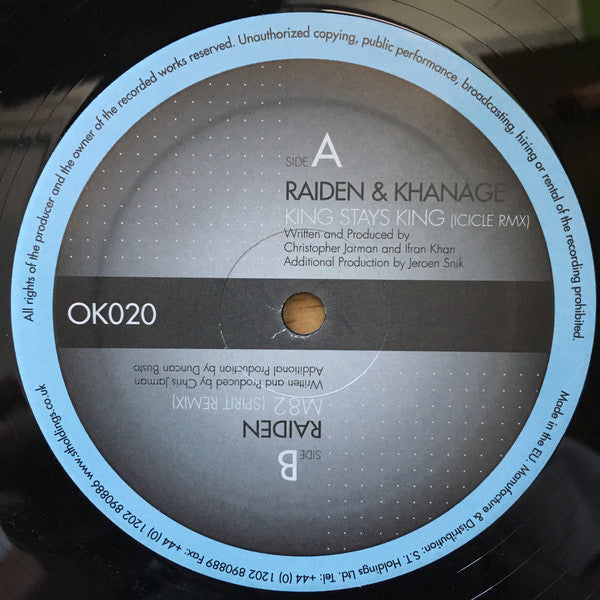 All rights of the producer and the owner of the recorded works reserved. Unauthorized copying, public performance, broadcasting, hiring or rental of the recording prohibited.
SIDE A
RAIDEN & KHANAGE
KING STAYS KING (ICICLE RMX)
Written and Produced by
Christopher Jarman and Ifran Khan
Additional Production by Jeroen Snik
OK020
SIDE B
RAIDEN
M82 (SPIRIT REMIX)
Written and Produced by Chris Jarman
Additional Production by Duncan Busto
Made in the EU. Manufacture & Distribution: S.T. Holdings Ltd. Tel: +44 (0) 1202 890889 Fax: +44 (0) 1202 890886 www.stholdings.co.uk